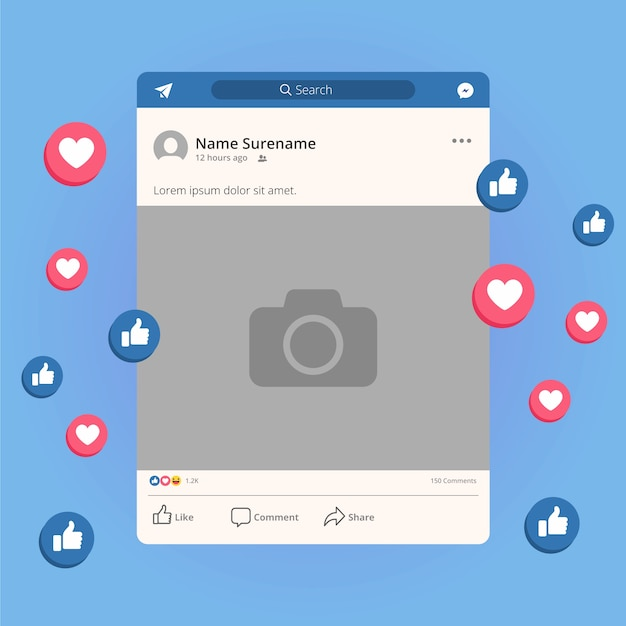 Search
Name Surename
12 hours ago
Lorem ipsum dolor sit amet.
1.2K 150 Comments
Like Comment Share